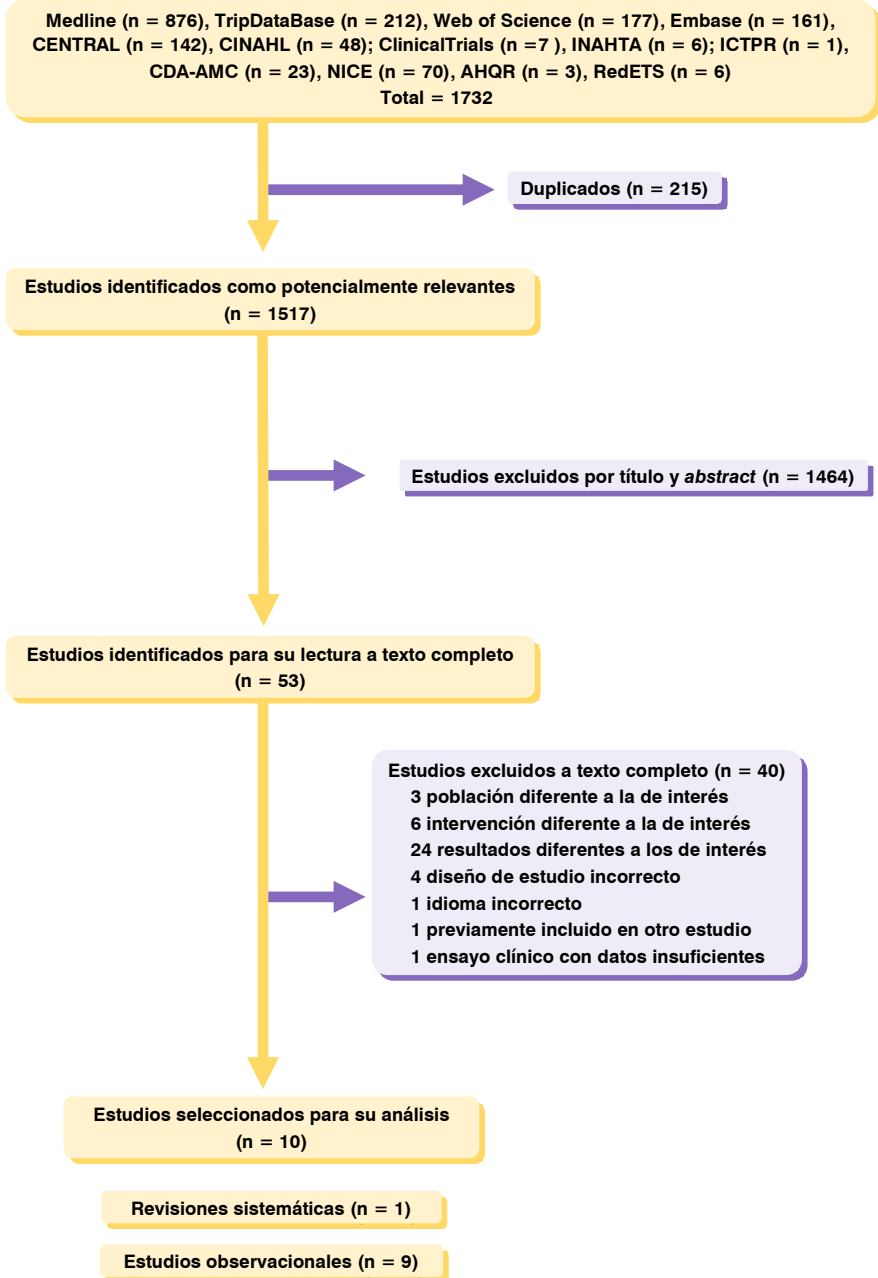 Medline (n = 876), TripDataBase (n = 212), Web of Science (n = 177), Embase (n = 161),
CENTRAL (n = 142), CINAHL (n = 48); ClinicalTrials (n =7 ), INAHTA (n = 6); ICTPR (n = 1),
CDA-AMC (n = 23), NICE (n = 70), AHQR (n = 3), RedETS (n = 6)
Total = 1732
Duplicados (n = 215)
Estudios identificados como potencialmente relevantes
(n = 1517)
Estudios excluidos por título y abstract (n = 1464)
Estudios identificados para su lectura a texto completo
(n = 53)
Estudios excluidos a texto completo (n = 40)
3 población diferente a la de interés
6 intervención diferente a la de interés
24 resultados diferentes a los de interés
4 diseño de estudio incorrecto
1 idioma incorrecto
1 previamente incluido en otro estudio
1 ensayo clínico con datos insuficientes
Estudios seleccionados para su análisis
(n = 10)
Revisiones sistemáticas (n = 1)
Estudios observacionales (n = 9)